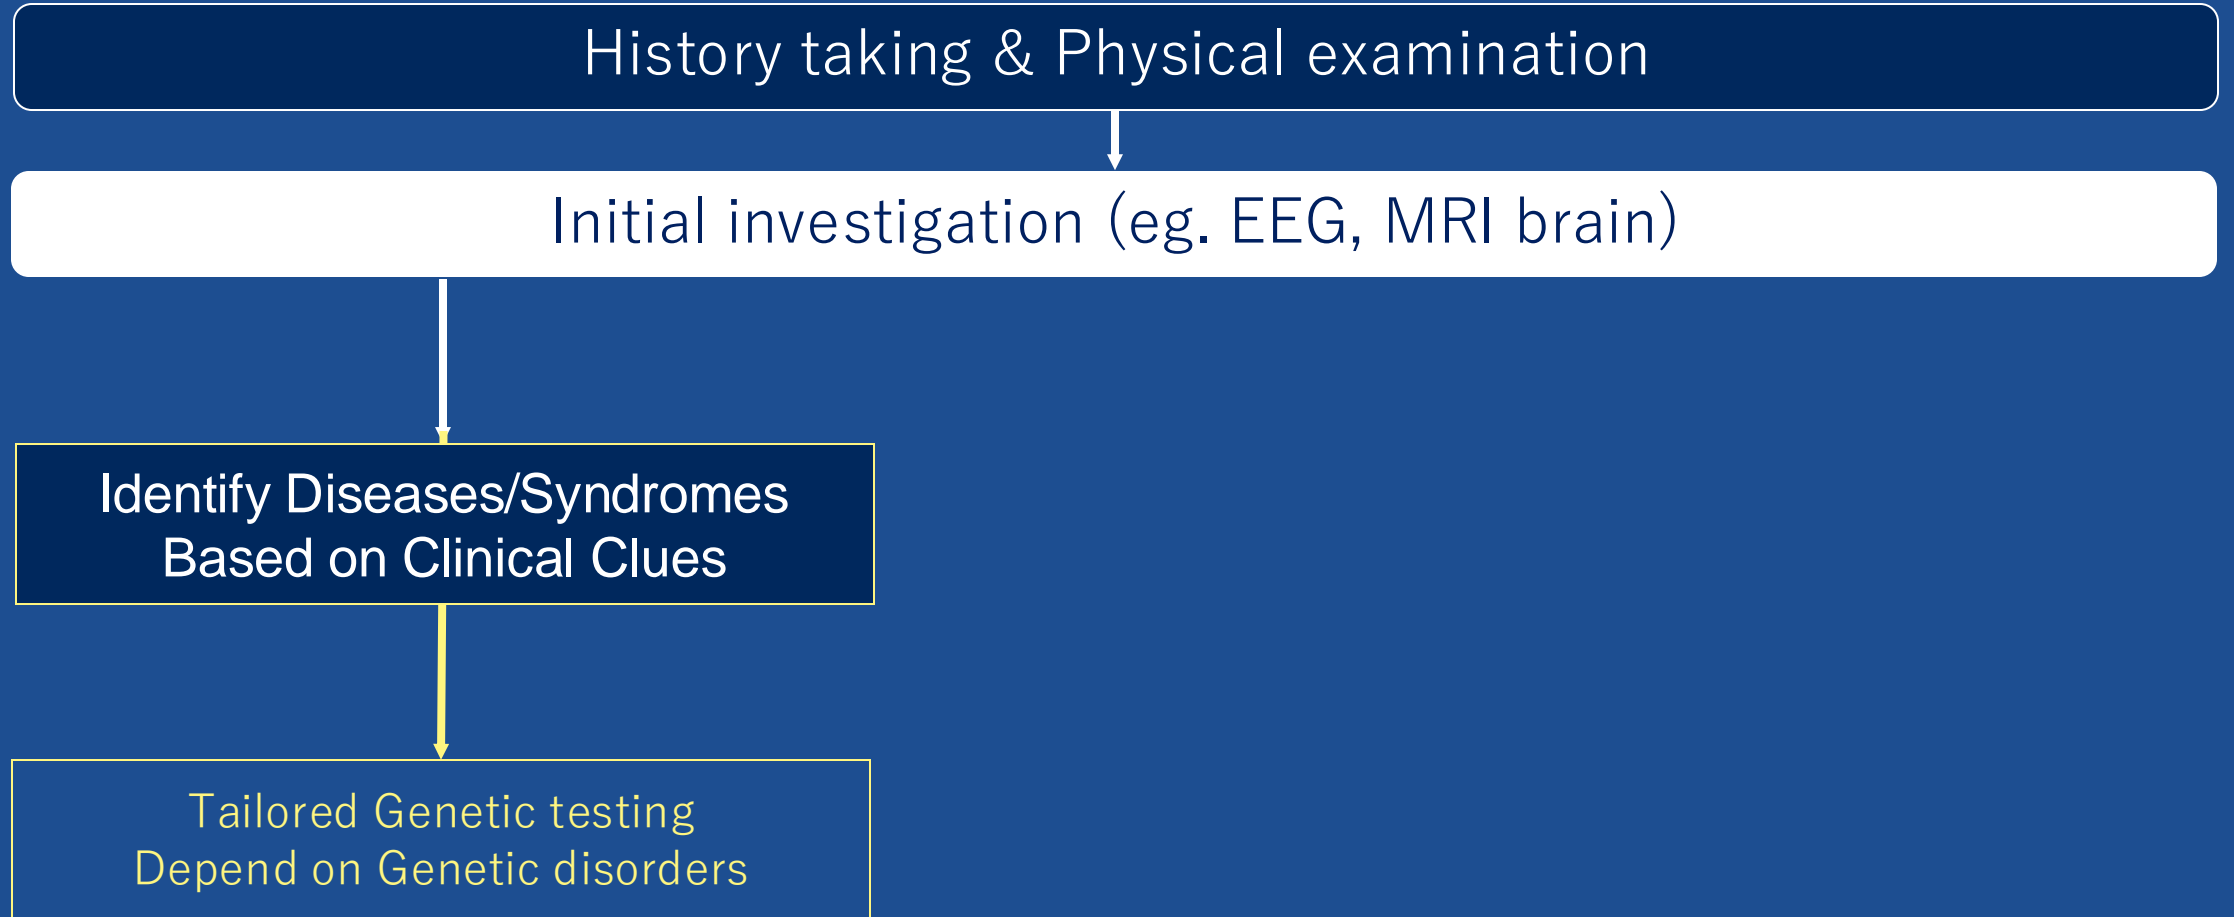 History taking & Physical examination
Initial investigation (eg. EEG, MRI brain)
Identify Diseases/Syndromes
Based on Clinical Clues
Tailored Genetic testing
Depend on Genetic disorders